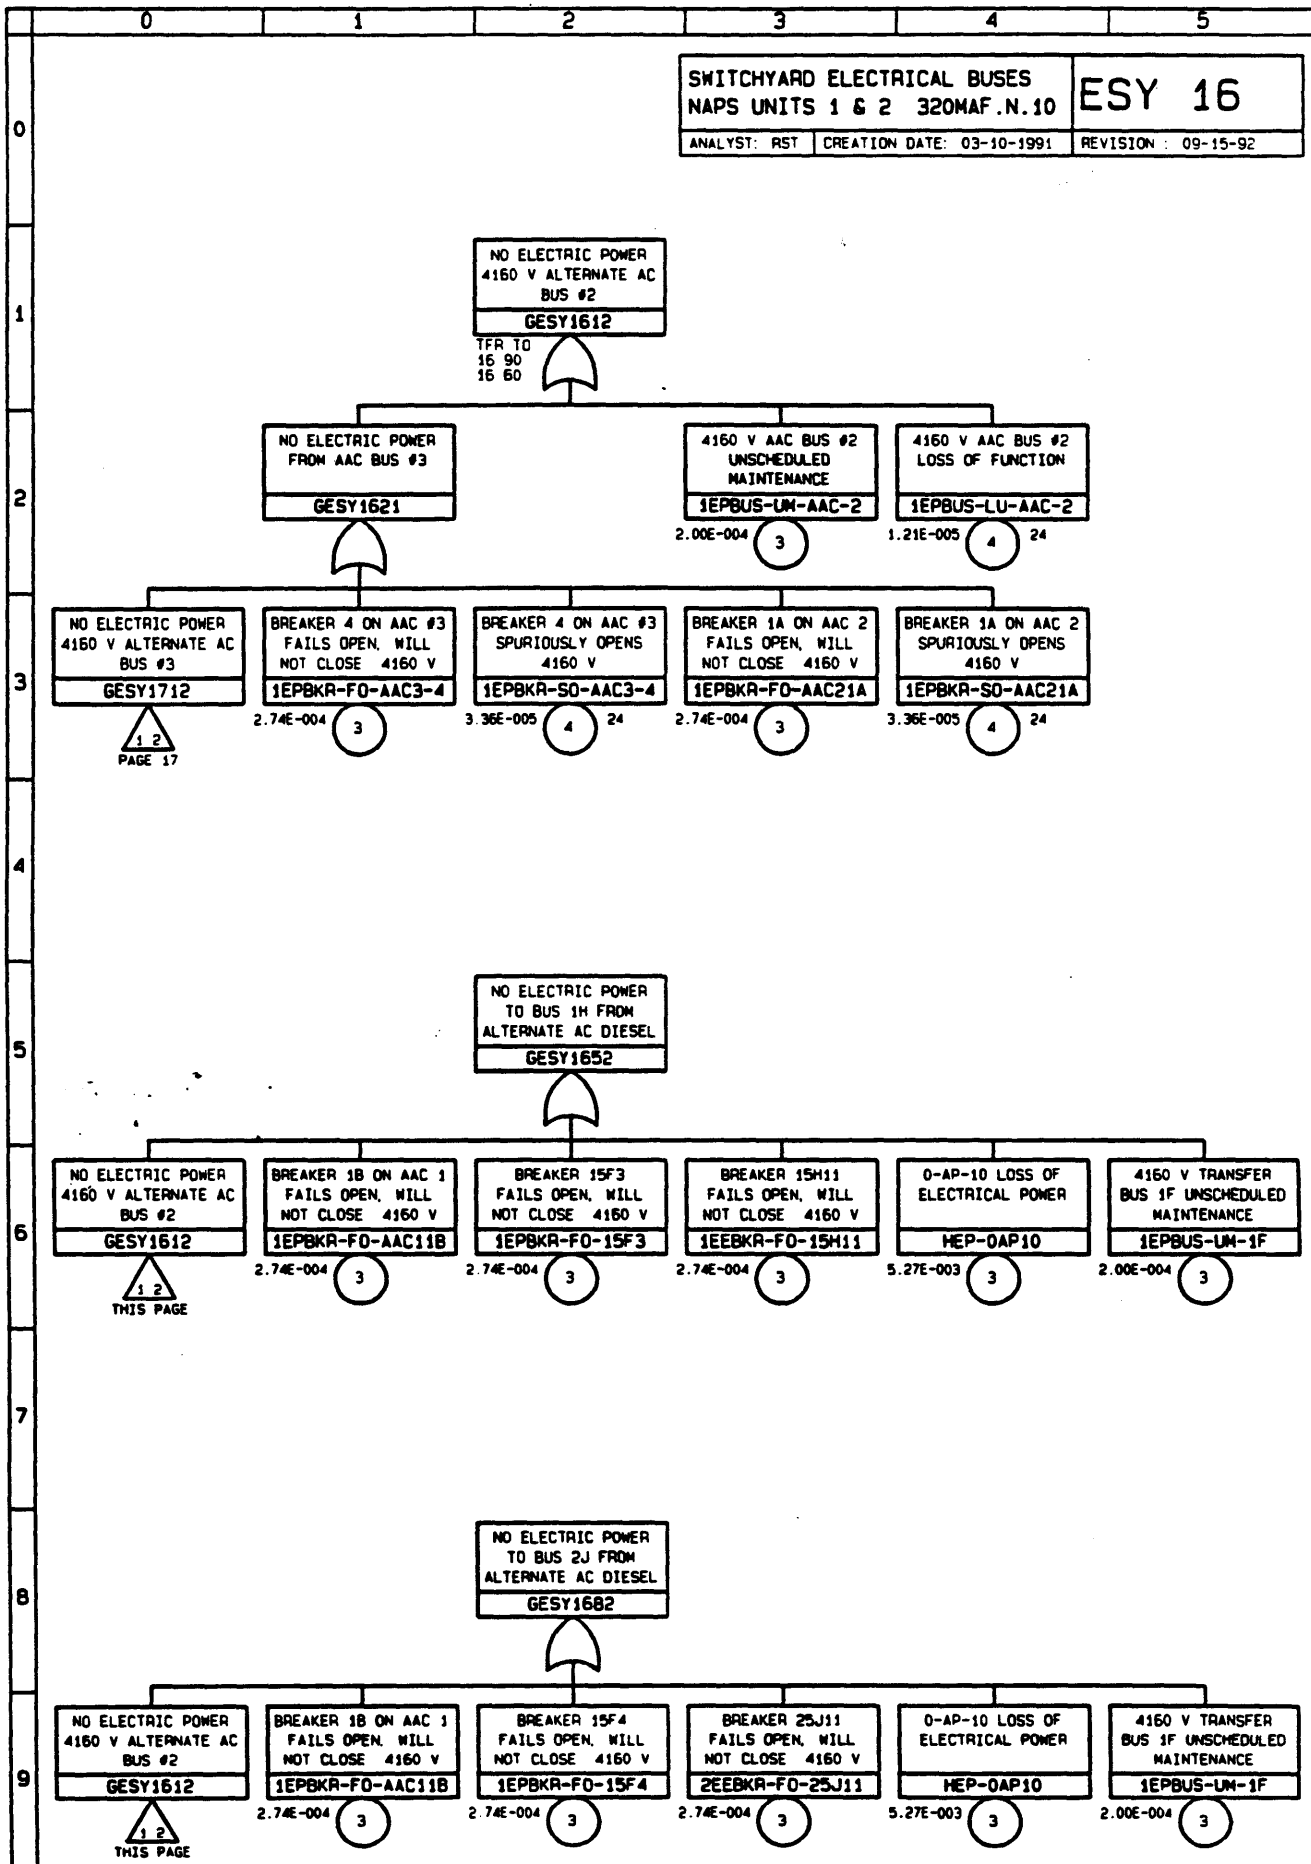 0 1 2 3 4 5
SWITCHYARD ELECTRICAL BUSES
NAPS UNITS 1 & 2 320MAF.N.10
ESY 16
ANALYST: RST CREATION DATE: 03-10-1991 REVISION : 09-15-92
0
1
2
3
4
5
6
7
8
9
NO ELECTRIC POWER
4160 V ALTERNATE AC
BUS #2
GESY1612
TFR TO
16 90
16 60
NO ELECTRIC POWER
FROM AAC BUS #3
GESY1621
4160 V AAC BUS #2
UNSCHEDULED
MAINTENANCE
1EPBUS-UM-AAC-2
2.00E-004 3
4160 V AAC BUS #2
LOSS OF FUNCTION
1EPBUS-LU-AAC-2
1.21E-005 4 24
NO ELECTRIC POWER
4160 V ALTERNATE AC
BUS #3
GESY1712
1 2
PAGE 17
BREAKER 4 ON AAC #3
FAILS OPEN, WILL
NOT CLOSE 4160 V
1EPBKR-FO-AAC3-4
2.74E-004 3
BREAKER 4 ON AAC #3
SPURIOUSLY OPENS
4160 V
1EPBKR-SO-AAC3-4
3.36E-005 4 24
BREAKER 1A ON AAC 2
FAILS OPEN, WILL
NOT CLOSE 4160 V
1EPBKR-FO-AAC21A
2.74E-004 3
BREAKER 1A ON AAC 2
SPURIOUSLY OPENS
4160 V
1EPBKR-SO-AAC21A
3.36E-005 4 24
NO ELECTRIC POWER
TO BUS 1H FROM
ALTERNATE AC DIESEL
GESY1652
NO ELECTRIC POWER
4160 V ALTERNATE AC
BUS #2
GESY1612
1 2
THIS PAGE
BREAKER 1B ON AAC 1
FAILS OPEN, WILL
NOT CLOSE 4160 V
1EPBKR-FO-AAC11B
2.74E-004 3
BREAKER 15F3
FAILS OPEN, WILL
NOT CLOSE 4160 V
1EPBKR-FO-15F3
2.74E-004 3
BREAKER 15H11
FAILS OPEN, WILL
NOT CLOSE 4160 V
1EEBKR-FO-15H11
2.74E-004 3
0-AP-10 LOSS OF
ELECTRICAL POWER
HEP-0AP10
5.27E-003 3
4160 V TRANSFER
BUS 1F UNSCHEDULED
MAINTENANCE
1EPBUS-UM-1F
2.00E-004 3
NO ELECTRIC POWER
TO BUS 2J FROM
ALTERNATE AC DIESEL
GESY1682
NO ELECTRIC POWER
4160 V ALTERNATE AC
BUS #2
GESY1612
1 2
THIS PAGE
BREAKER 1B ON AAC 1
FAILS OPEN, WILL
NOT CLOSE 4160 V
1EPBKR-FO-AAC11B
2.74E-004 3
BREAKER 15F4
FAILS OPEN, WILL
NOT CLOSE 4160 V
1EPBKR-FO-15F4
2.74E-004 3
BREAKER 25J11
FAILS OPEN, WILL
NOT CLOSE 4160 V
2EEBKR-FO-25J11
2.74E-004 3
0-AP-10 LOSS OF
ELECTRICAL POWER
HEP-0AP10
5.27E-003 3
4160 V TRANSFER
BUS 1F UNSCHEDULED
MAINTENANCE
1EPBUS-UM-1F
2.00E-004 3